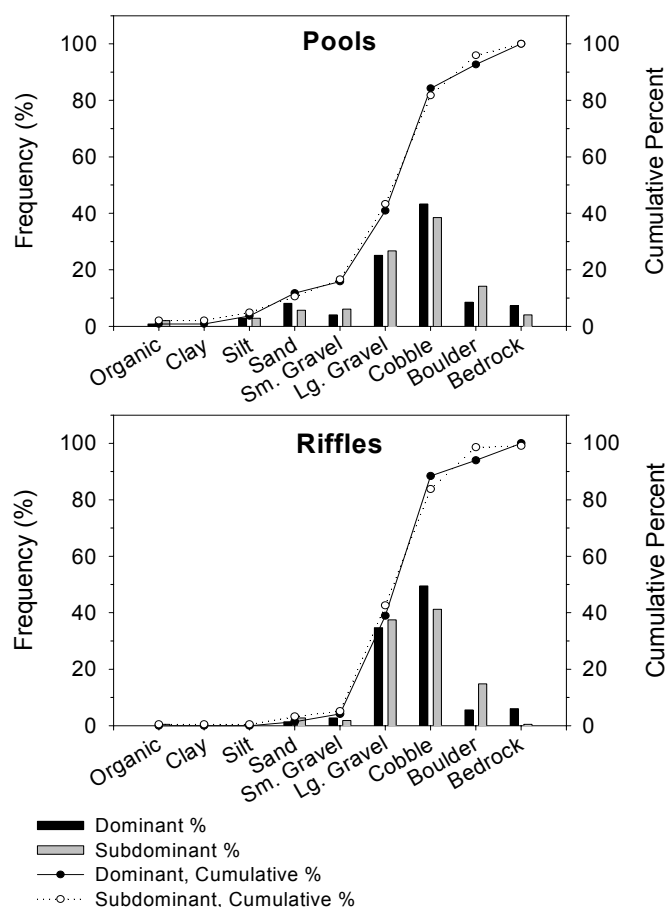 Pools
100
80
60
40
20
0
Frequency (%)
100
80
60
40
20
0
Cumulative Percent
Organic
Clay
Silt
Sand
Sm. Gravel
Lg. Gravel
Cobble
Boulder
Bedrock
Riffles
100
80
60
40
20
0
Frequency (%)
100
80
60
40
20
0
Cumulative Percent
Organic
Clay
Silt
Sand
Sm. Gravel
Lg. Gravel
Cobble
Boulder
Bedrock
Dominant %
Subdominant %
Dominant, Cumulative %
Subdominant, Cumulative %